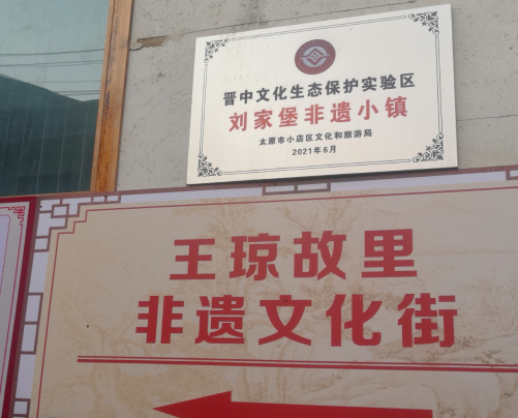 晋中文化生态保护实验区
刘家堡非遗小镇
太原市小店区文化和旅游局
2021年6月
王琼故里
非遗文化街